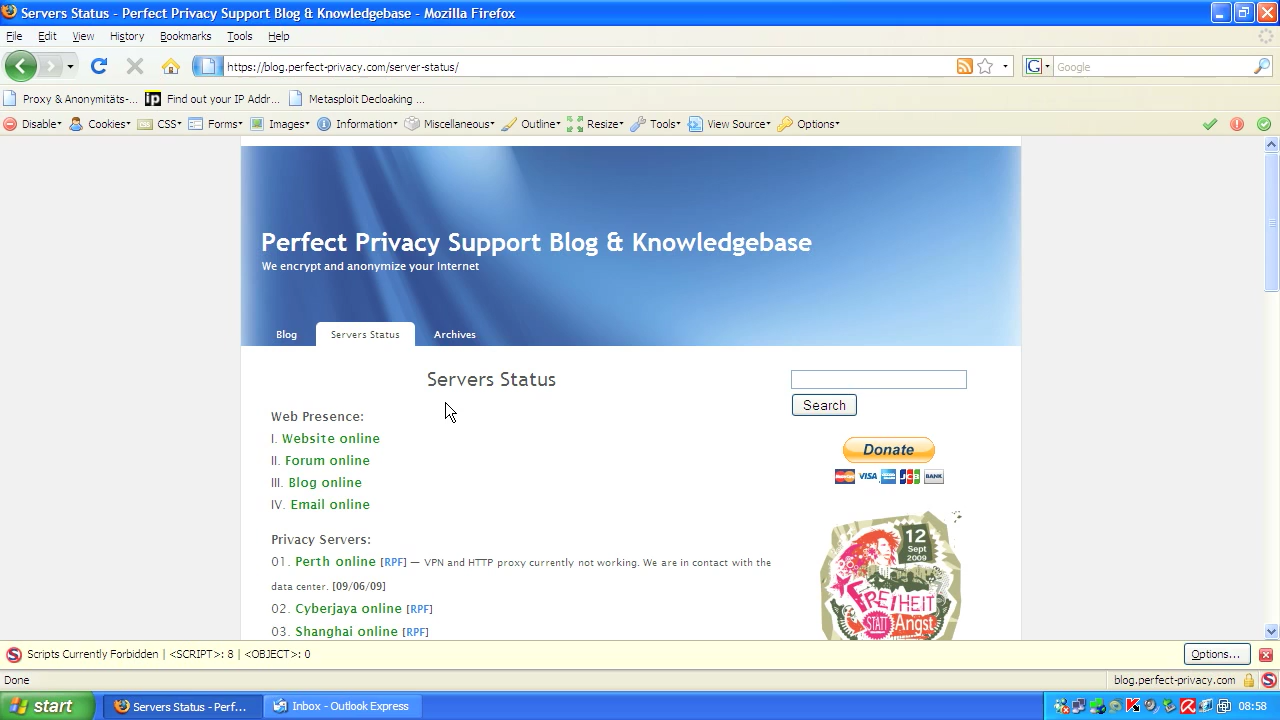 Servers Status - Perfect Privacy Support Blog & Knowledgebase - Mozilla Firefox
File Edit View History Bookmarks Tools Help
https://blog.perfect-privacy.com/server-status/
G Google
Proxy & Anonymitäts-... ip Find out your IP Addr... Metasploit Decloaking ...
Disable Cookies CSS Forms Images Information Miscellaneous Outline Resize Tools View Source Options
Perfect Privacy Support Blog & Knowledgebase
We encrypt and anonymize your Internet
Blog Servers Status Archives
Servers Status
Search
Web Presence:
I. Website online
II. Forum online
III. Blog online
IV. Email online
Donate
VISA JCB BANK
Privacy Servers:
01. Perth online [RPF] — VPN and HTTP proxy currently not working. We are in contact with the
data center. [09/06/09]
02. Cyberjaya online [RPF]
03. Shanghai online [RPF]
12
Sept
2009
FREIHEIT
STATT Angst
Scripts Currently Forbidden | <SCRIPT>: 8 | <OBJECT>: 0
Options...
Done
blog.perfect-privacy.com
start Servers Status - Perf... Inbox - Outlook Express
08:58